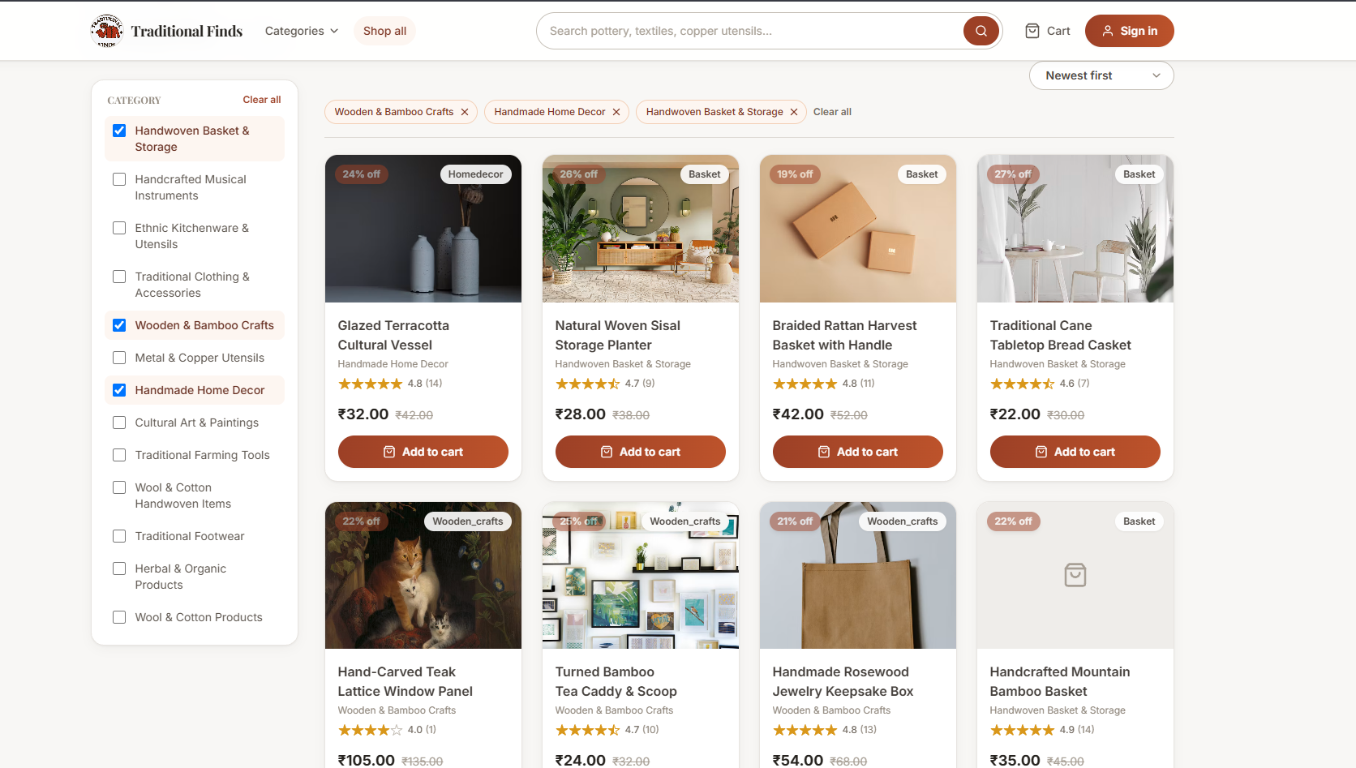 TRADITIONAL
FINDS
Traditional Finds
Categories
Shop all
Search pottery, textiles, copper utensils...
Cart
Sign in
Newest first
CATEGORY
Clear all
Handwoven Basket &
Storage
Handcrafted Musical
Instruments
Ethnic Kitchenware &
Utensils
Traditional Clothing &
Accessories
Wooden & Bamboo Crafts
Metal & Copper Utensils
Handmade Home Decor
Cultural Art & Paintings
Traditional Farming Tools
Wool & Cotton
Handwoven Items
Traditional Footwear
Herbal & Organic
Products
Wool & Cotton Products
Wooden & Bamboo Crafts ✕
Handmade Home Decor ✕
Handwoven Basket & Storage ✕
Clear all
24% off
Homedecor
Glazed Terracotta
Cultural Vessel
Handmade Home Decor
4.8 (14)
₹32.00 ₹42.00
Add to cart
26% off
Basket
Natural Woven Sisal
Storage Planter
Handwoven Basket & Storage
4.7 (9)
₹28.00 ₹38.00
Add to cart
19% off
Basket
Braided Rattan Harvest
Basket with Handle
Handwoven Basket & Storage
4.8 (11)
₹42.00 ₹52.00
Add to cart
27% off
Basket
Traditional Cane
Tabletop Bread Casket
Handwoven Basket & Storage
4.6 (7)
₹22.00 ₹30.00
Add to cart
22% off
Wooden_crafts
Hand-Carved Teak
Lattice Window Panel
Wooden & Bamboo Crafts
4.0 (1)
₹105.00 ₹135.00
25% off
Wooden_crafts
Turned Bamboo
Tea Caddy & Scoop
Wooden & Bamboo Crafts
4.7 (10)
₹24.00 ₹32.00
21% off
Wooden_crafts
Handmade Rosewood
Jewelry Keepsake Box
Wooden & Bamboo Crafts
4.8 (13)
₹54.00 ₹68.00
22% off
Basket
Handcrafted Mountain
Bamboo Basket
Handwoven Basket & Storage
4.9 (14)
₹35.00 ₹45.00